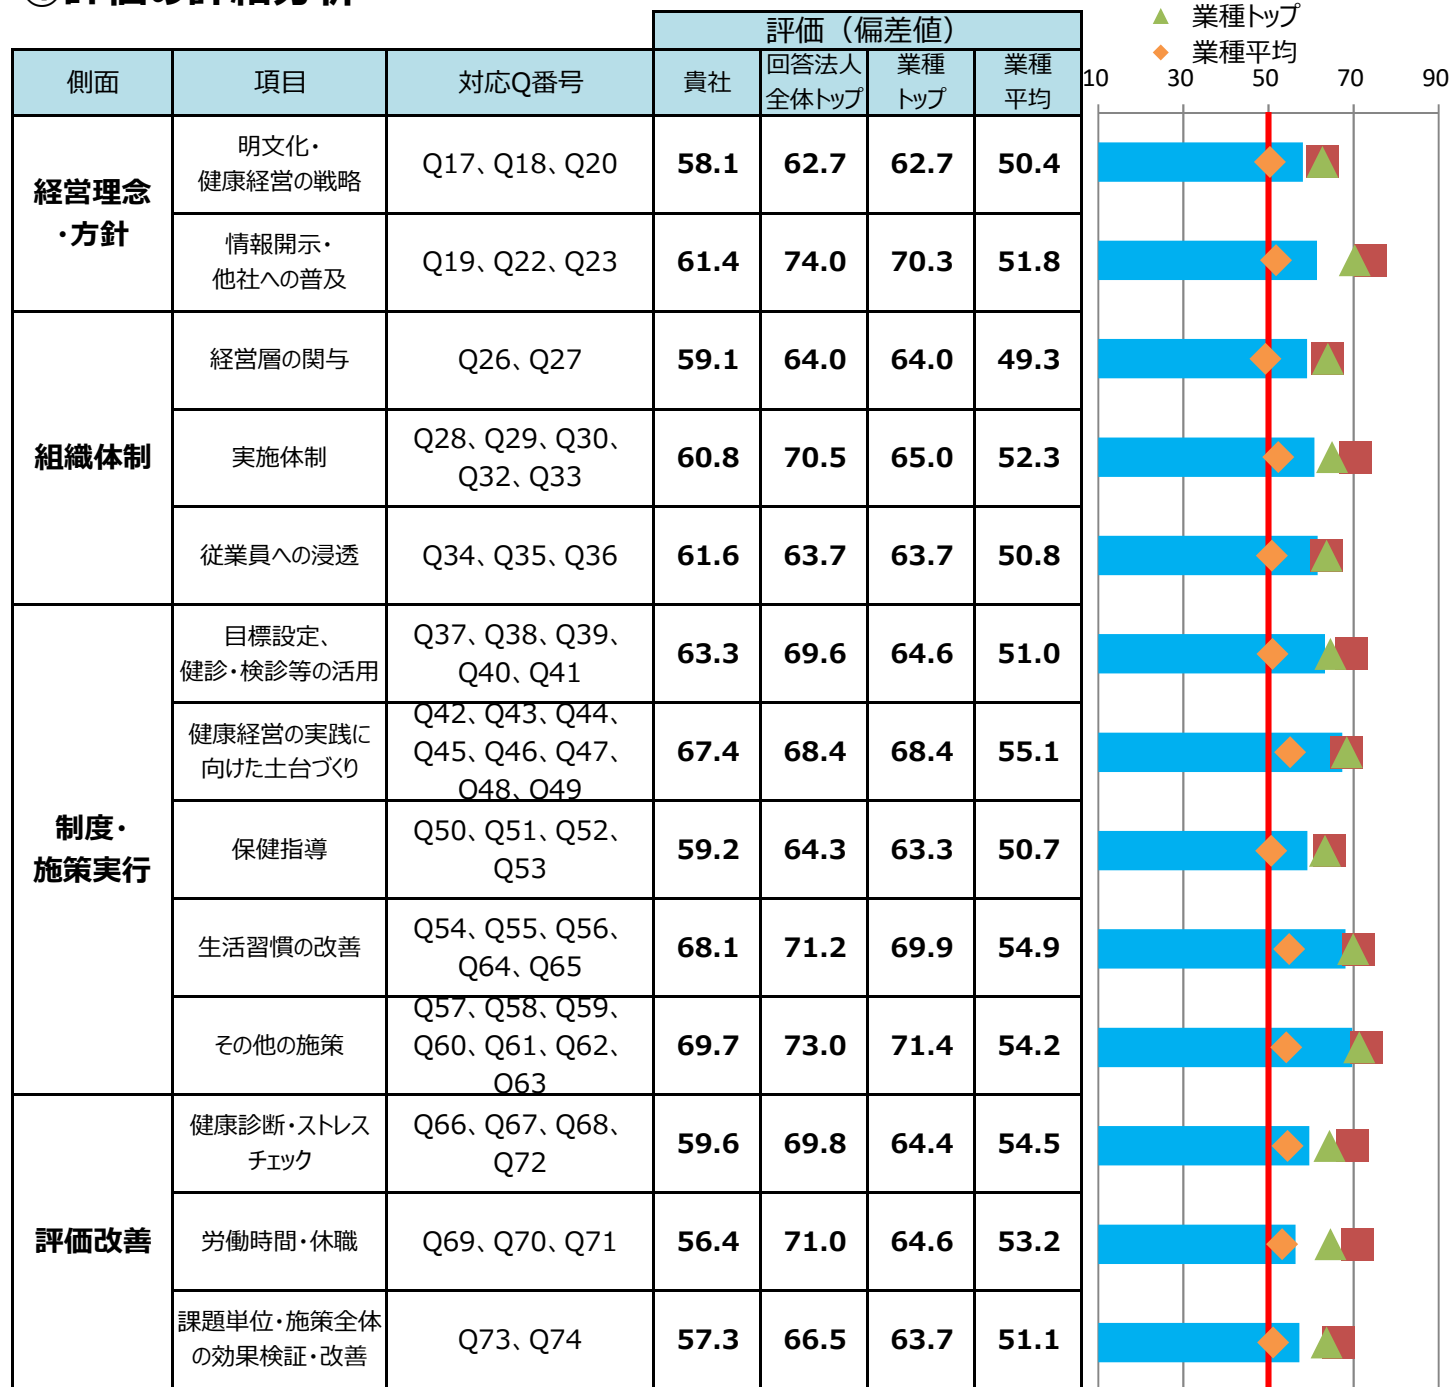 評価（偏差値）
▲ 業種トップ
◆ 業種平均
側面 項目 対応Q番号 貴社 回答法人 業種 業種
全体トップ トップ 平均
10 30 50 70 90
経営理念
・方針
明文化・
健康経営の戦略
Q17、Q18、Q20
58.1 62.7 62.7 50.4
情報開示・
他社への普及
Q19、Q22、Q23
61.4 74.0 70.3 51.8
組織体制
経営層の関与
Q26、Q27
59.1 64.0 64.0 49.3
実施体制
Q28、Q29、Q30、
Q32、Q33
60.8 70.5 65.0 52.3
従業員への浸透
Q34、Q35、Q36
61.6 63.7 63.7 50.8
制度・
施策実行
目標設定、
健診・検診等の活用
Q37、Q38、Q39、
Q40、Q41
63.3 69.6 64.6 51.0
健康経営の実践に
向けた土台づくり
Q42、Q43、Q44、
Q45、Q46、Q47、
Q48、Q49
67.4 68.4 68.4 55.1
保健指導
Q50、Q51、Q52、
Q53
59.2 64.3 63.3 50.7
生活習慣の改善
Q54、Q55、Q56、
Q64、Q65
68.1 71.2 69.9 54.9
その他の施策
Q57、Q58、Q59、
Q60、Q61、Q62、
Q63
69.7 73.0 71.4 54.2
評価改善
健康診断・ストレス
チェック
Q66、Q67、Q68、
Q72
59.6 69.8 64.4 54.5
労働時間・休職
Q69、Q70、Q71
56.4 71.0 64.6 53.2
課題単位・施策全体
の効果検証・改善
Q73、Q74
57.3 66.5 63.7 51.1